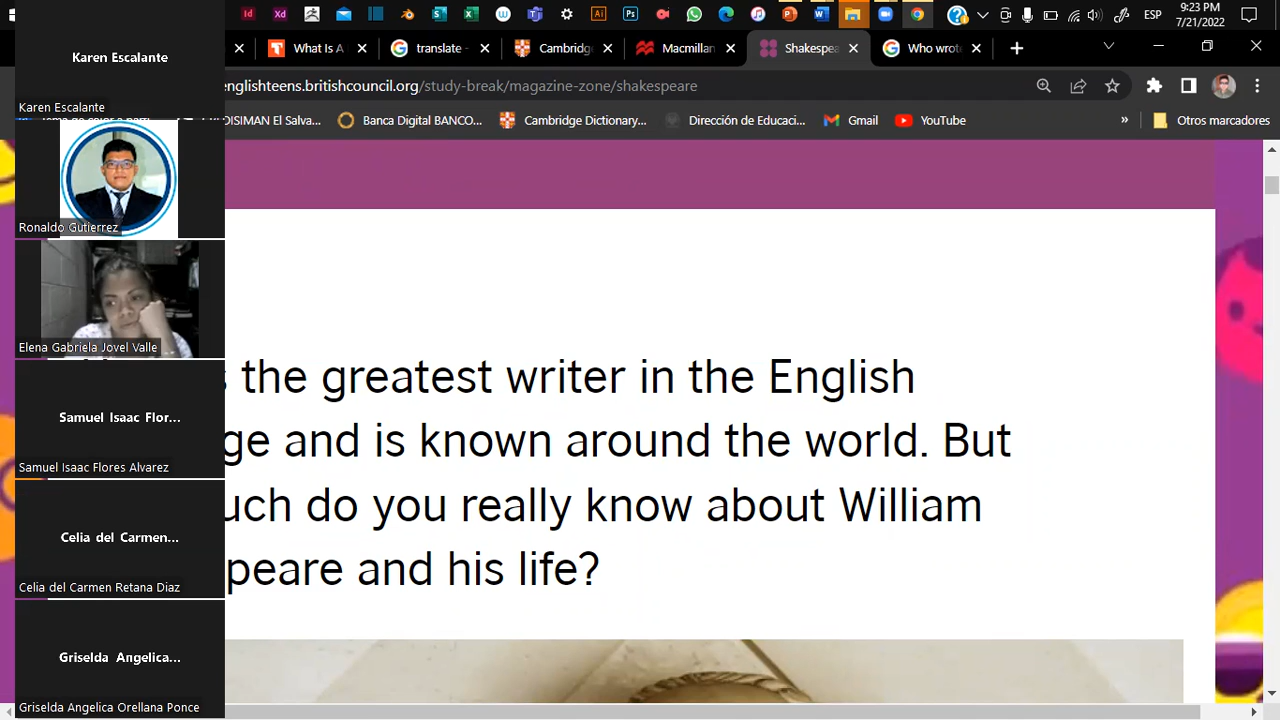 9:23 PM
ESP
7/21/2022
Karen Escalante
Karen Escalante
Ronaldo Gutierrez
Elena Gabriela Jovel Valle
Samuel Isaac Flor...
Samuel Isaac Flores Alvarez
Celia del Carmen...
Celia del Carmen Retana Diaz
Griselda Angelica...
Griselda Angelica Orellana Ponce
What Is A
translate -
Cambridg
Macmillan
Shakespea
Who wrote
englishteens.britishcouncil.org/study-break/magazine-zone/shakespeare
DISIMAN El Salva...
Banca Digital BANCO...
Cambridge Dictionary...
Dirección de Educaci...
Gmail
YouTube
»
Otros marcadores
the greatest writer in the English
ge and is known around the world. But
uch do you really know about William
peare and his life?